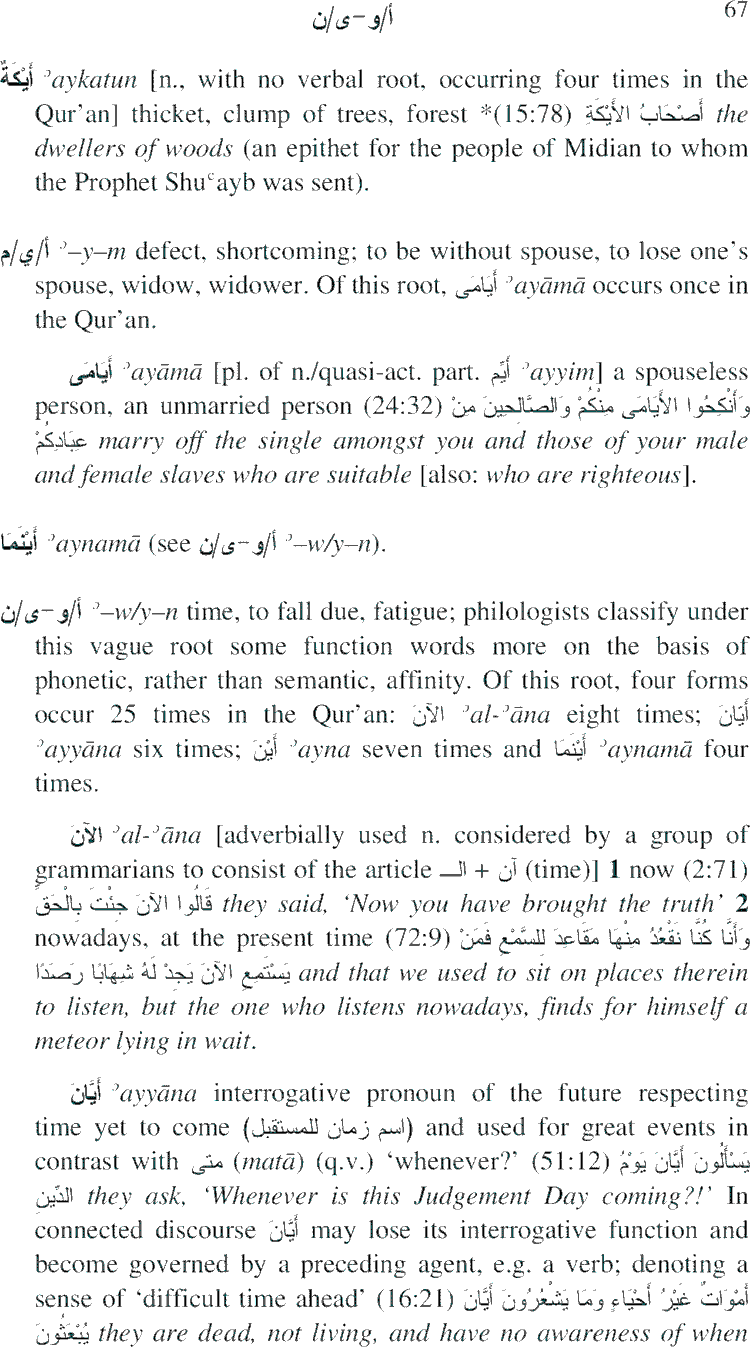 أ/و-ى/ن 67
أَيْكَةٌ ʾaykatun [n., with no verbal root, occurring four times in the
Qur'an] thicket, clump of trees, forest *(15:78) أَصْحَابُ الأَيْكَةِ the
dwellers of woods (an epithet for the people of Midian to whom
the Prophet Shuᶜayb was sent).
أ/ي/م ʾ–y–m defect, shortcoming; to be without spouse, to lose one's
spouse, widow, widower. Of this root, أَيَامَى ʾayāmā occurs once in
the Qur'an.
أَيَامَى ʾayāmā [pl. of n./quasi-act. part. أَيِّم ʾayyim] a spouseless
person, an unmarried person (24:32) وَأَنْكِحُوا الأَيَامَى مِنْكُمْ وَالصَّالِحِينَ مِنْ
عِبَادِكُمْ marry off the single amongst you and those of your male
and female slaves who are suitable [also: who are righteous].
أَيْنَمَا ʾaynamā (see أ/و-ى/ن ʾ–w/y–n).
أ/و-ى/ن ʾ–w/y–n time, to fall due, fatigue; philologists classify under
this vague root some function words more on the basis of
phonetic, rather than semantic, affinity. Of this root, four forms
occur 25 times in the Qur'an: الآنَ ʾal-ʾāna eight times; أَيَّانَ
ʾayyāna six times; أَيْنَ ʾayna seven times and أَيْنَمَا ʾaynamā four
times.
الآنَ ʾal-ʾāna [adverbially used n. considered by a group of
grammarians to consist of the article الـ + آن (time)] 1 now (2:71)
قَالُوا الآنَ جِئْتَ بِالْحَقِّ they said, 'Now you have brought the truth' 2
nowadays, at the present time (72:9) وَأَنَّا كُنَّا نَقْعُدُ مِنْهَا مَقَاعِدَ لِلسَّمْعِ فَمَنْ
يَسْتَمِعِ الآنَ يَجِدْ لَهُ شِهَابًا رَصَدًا and that we used to sit on places therein
to listen, but the one who listens nowadays, finds for himself a
meteor lying in wait.
أَيَّانَ ʾayyāna interrogative pronoun of the future respecting
time yet to come (اسم زمان للمستقبل) and used for great events in
contrast with متى (matā) (q.v.) 'whenever?' (51:12) يَسْأَلُونَ أَيَّانَ يَوْمُ
الدِّينِ they ask, 'Whenever is this Judgement Day coming?!' In
connected discourse أَيَّانَ may lose its interrogative function and
become governed by a preceding agent, e.g. a verb; denoting a
sense of 'difficult time ahead' (16:21) أَمْوَاتٌ غَيْرُ أَحْيَاءٍ وَمَا يَشْعُرُونَ أَيَّانَ
يُبْعَثُونَ they are dead, not living, and have no awareness of when